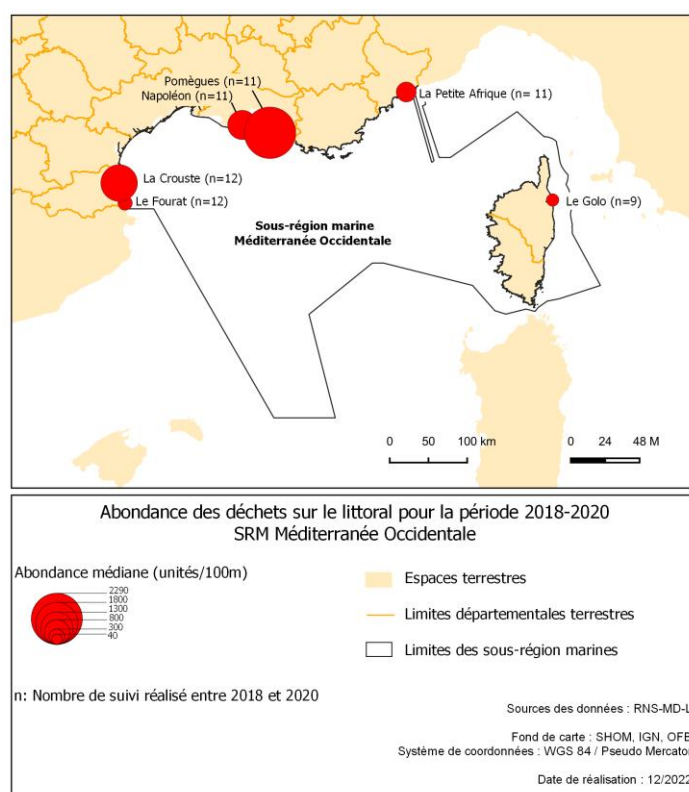 Pomègues (n=11)
Napoléon (n=11)
La Petite Afrique (n= 11)
La Crouste (n=12)
Le Fourat (n=12)
Le Golo (n=9)
Sous-région marine
Méditerranée Occidentale
0 50 100 km
0 24 48 M
Abondance des déchets sur le littoral pour la période 2018-2020
SRM Méditerranée Occidentale
Abondance médiane (unités/100m)
2290
1800
1300
800
300
40
Espaces terrestres
Limites départementales terrestres
Limites des sous-région marines
n: Nombre de suivi réalisé entre 2018 et 2020
Sources des données : RNS-MD-L
Fond de carte : SHOM, IGN, OFB
Système de coordonnées : WGS 84 / Pseudo Mercator
Date de réalisation : 12/2022